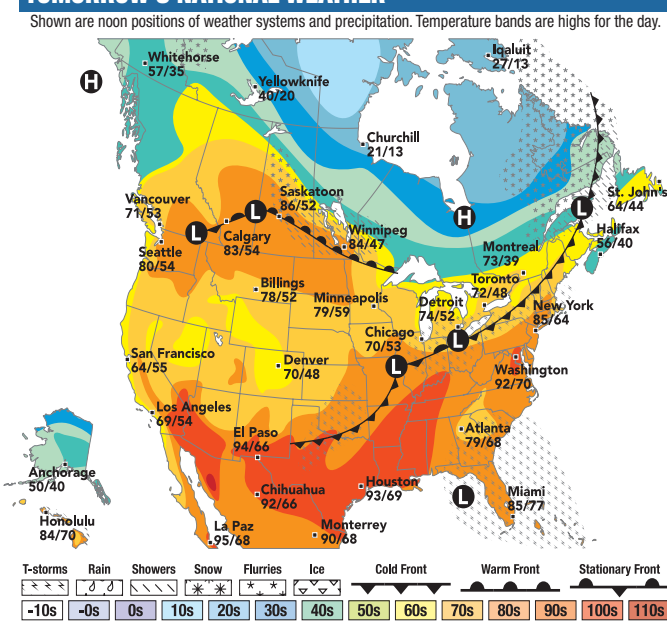 TOMORROW'S NATIONAL WEATHER
Shown are noon positions of weather systems and precipitation. Temperature bands are highs for the day.
Iqaluit
27/13
Whitehorse
57/35
H
Yellowknife
40/20
Churchill
21/13
Vancouver
71/53
Saskatoon
86/52
St. John's
64/44
L
L
L
H
Calgary
83/54
Winnipeg
84/47
Halifax
56/40
Seattle
80/54
Montreal
73/39
Billings
78/52
Minneapolis
79/59
Toronto
72/48
Detroit
74/52
New York
85/64
Chicago
70/53
L
San Francisco
64/55
Denver
70/48
L
Washington
92/70
Los Angeles
69/54
El Paso
94/66
Atlanta
79/68
Anchorage
50/40
Chihuahua
92/66
Houston
93/69
L
Miami
85/77
Honolulu
84/70
La Paz
95/68
Monterrey
90/68
T-storms Rain Showers Snow Flurries Ice Cold Front Warm Front Stationary Front
-10s -0s 0s 10s 20s 30s 40s 50s 60s 70s 80s 90s 100s 110s